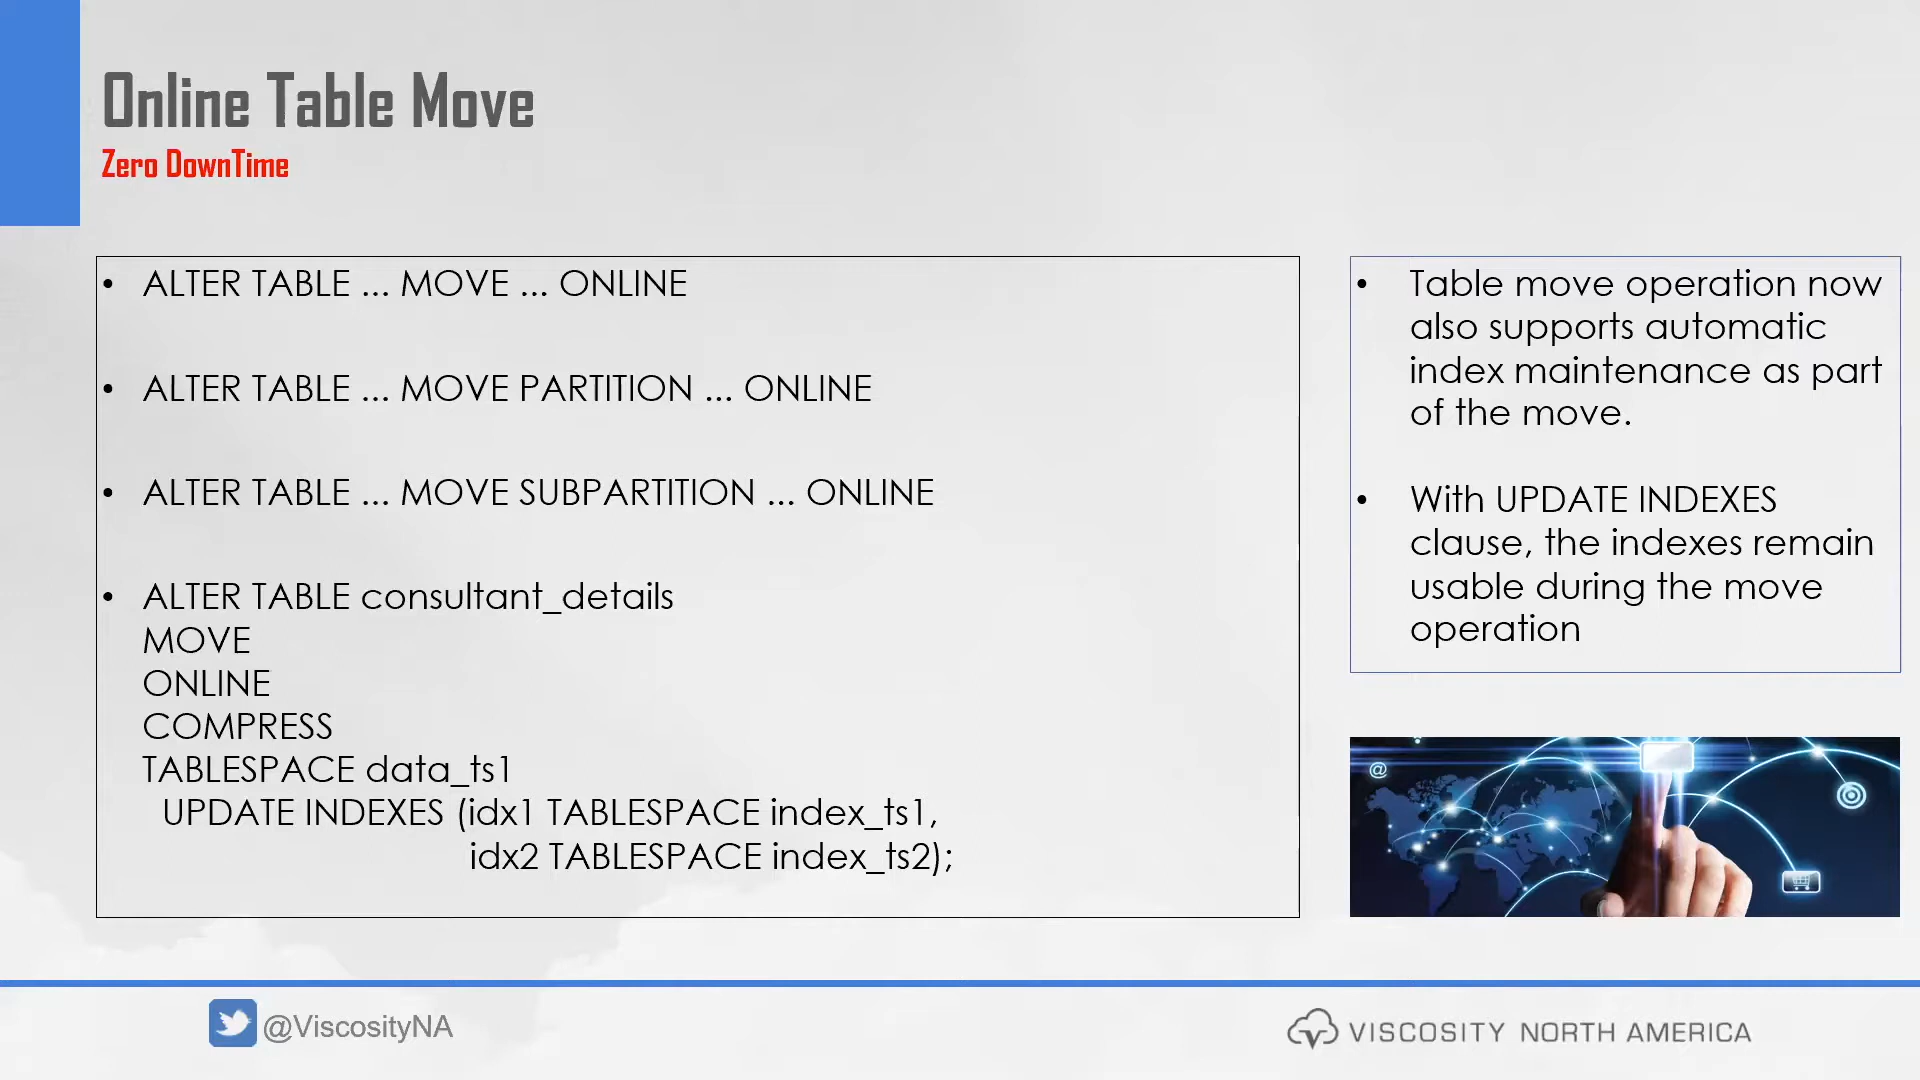 Online Table Move
Zero DownTime
• ALTER TABLE ... MOVE ... ONLINE
• ALTER TABLE ... MOVE PARTITION ... ONLINE
• ALTER TABLE ... MOVE SUBPARTITION ... ONLINE
• ALTER TABLE consultant_details
MOVE
ONLINE
COMPRESS
TABLESPACE data_ts1
UPDATE INDEXES (idx1 TABLESPACE index_ts1,
idx2 TABLESPACE index_ts2);
• Table move operation now
also supports automatic
index maintenance as part
of the move.
• With UPDATE INDEXES
clause, the indexes remain
usable during the move
operation
@
@ViscosityNA
VISCOSITY NORTH AMERICA